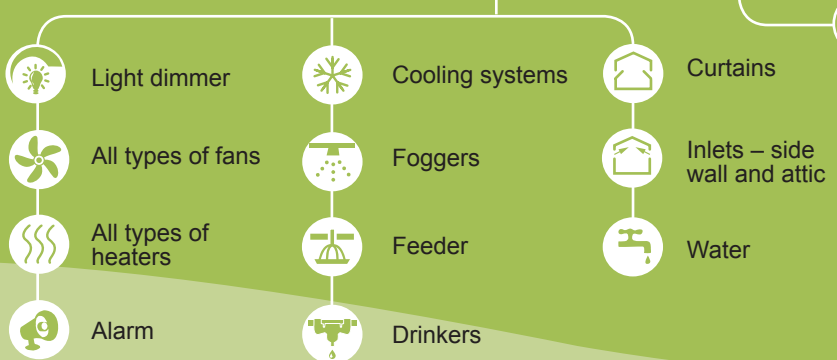 Light dimmer
All types of fans
All types of
heaters
Alarm
Cooling systems
Foggers
Feeder
Drinkers
Curtains
Inlets – side
wall and attic
Water